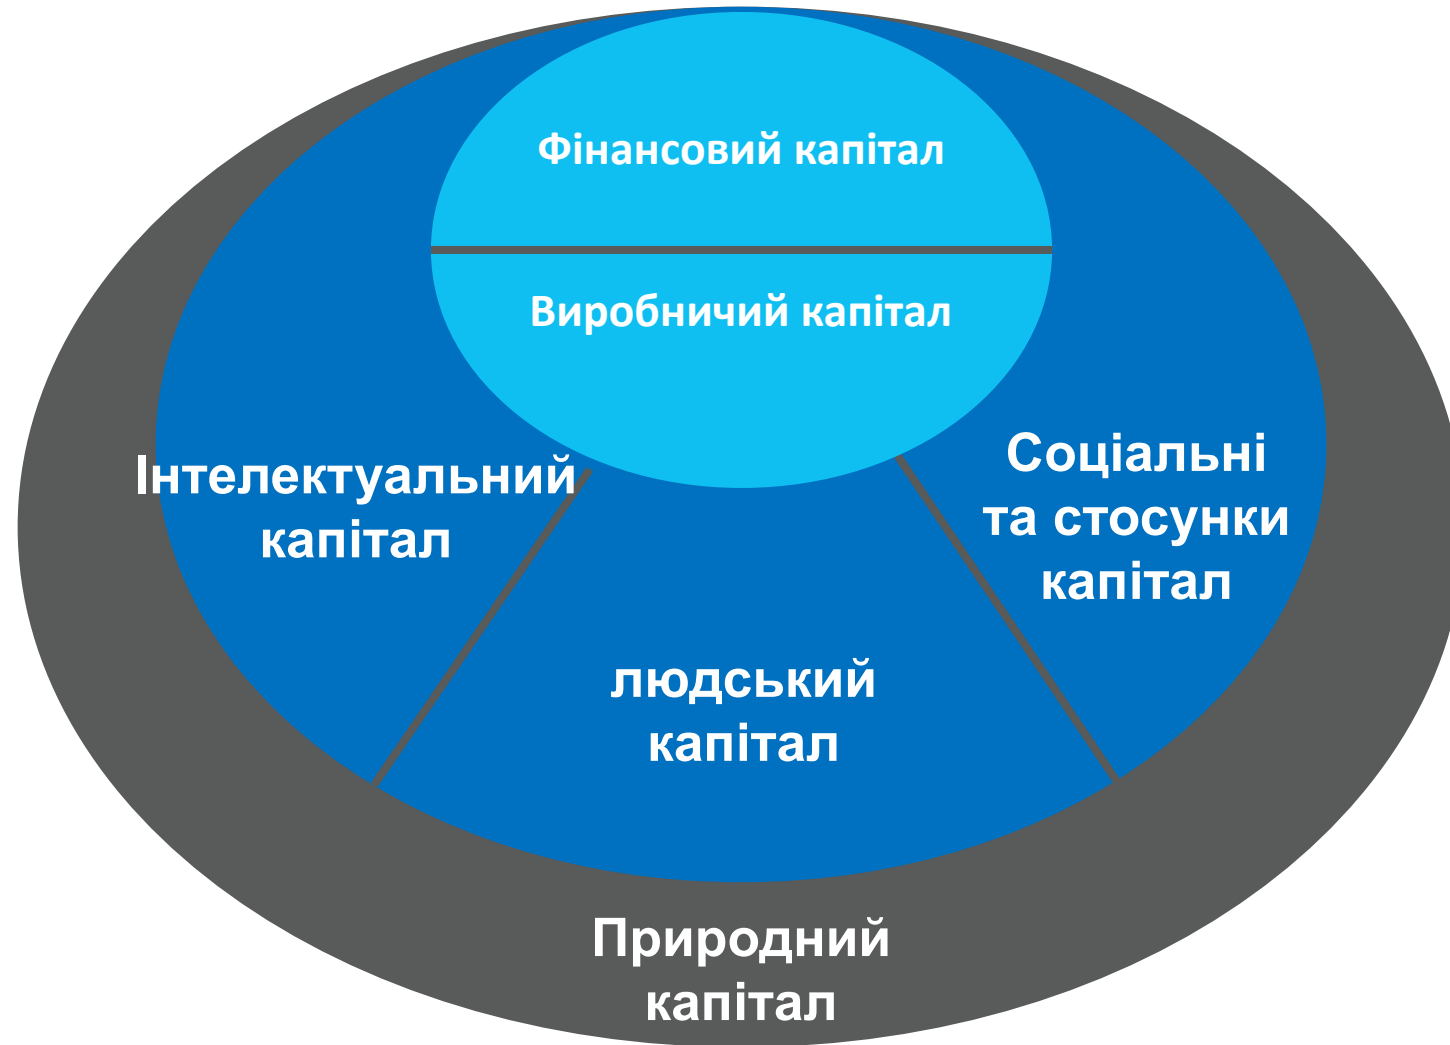 Фінансовий капітал
Виробничий капітал
Інтелектуальний
капітал
Соціальні
та стосунки
капітал
людський
капітал
Природний
капітал